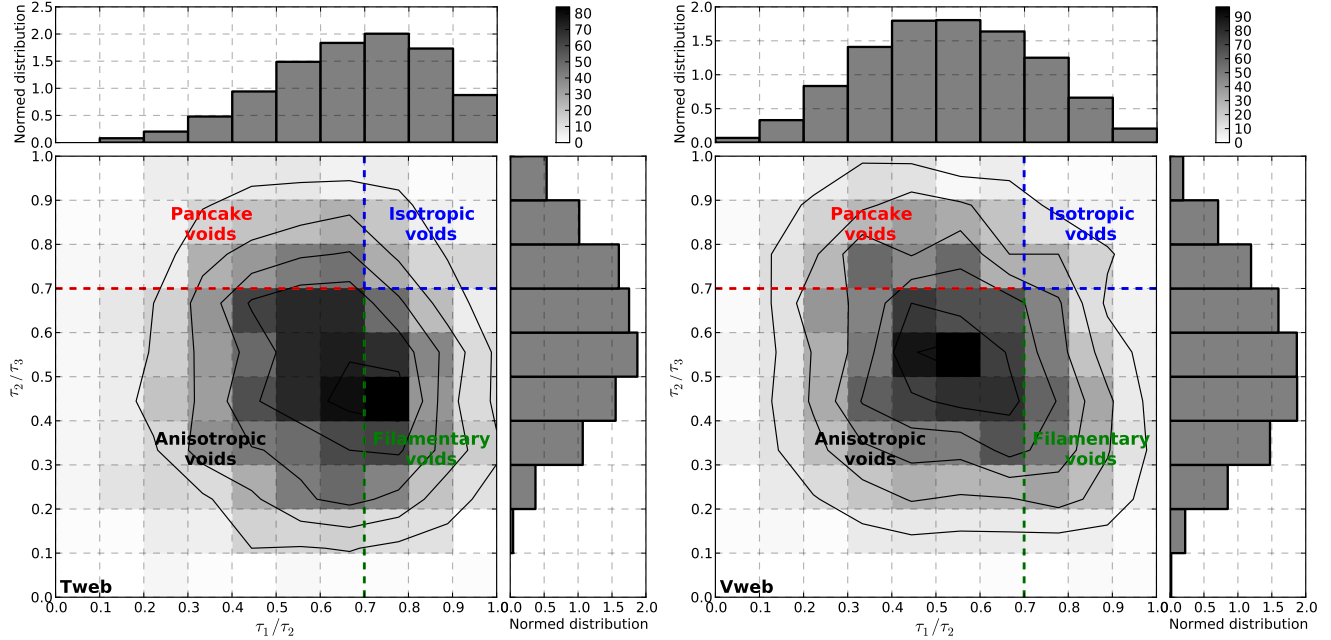 Normed distribution
2.5
2.0
1.5
1.0
0.5
0.0
80
70
60
50
40
30
20
10
0
Pancake
voids
Isotropic
voids
Anisotropic
voids
Filamentary
voids
Tweb
τ2/τ3
1.0
0.9
0.8
0.7
0.6
0.5
0.4
0.3
0.2
0.1
0.0
0.0 0.1 0.2 0.3 0.4 0.5 0.6 0.7 0.8 0.9 1.0
τ1/τ2
0.0 0.5 1.0 1.5 2.0
Normed distribution
Normed distribution
2.0
1.5
1.0
0.5
0.0
90
80
70
60
50
40
30
20
10
0
Pancake
voids
Isotropic
voids
Anisotropic
voids
Filamentary
voids
Vweb
τ2/τ3
1.0
0.9
0.8
0.7
0.6
0.5
0.4
0.3
0.2
0.1
0.0
0.0 0.1 0.2 0.3 0.4 0.5 0.6 0.7 0.8 0.9 1.0
τ1/τ2
0.0 0.5 1.0 1.5 2.0
Normed distribution